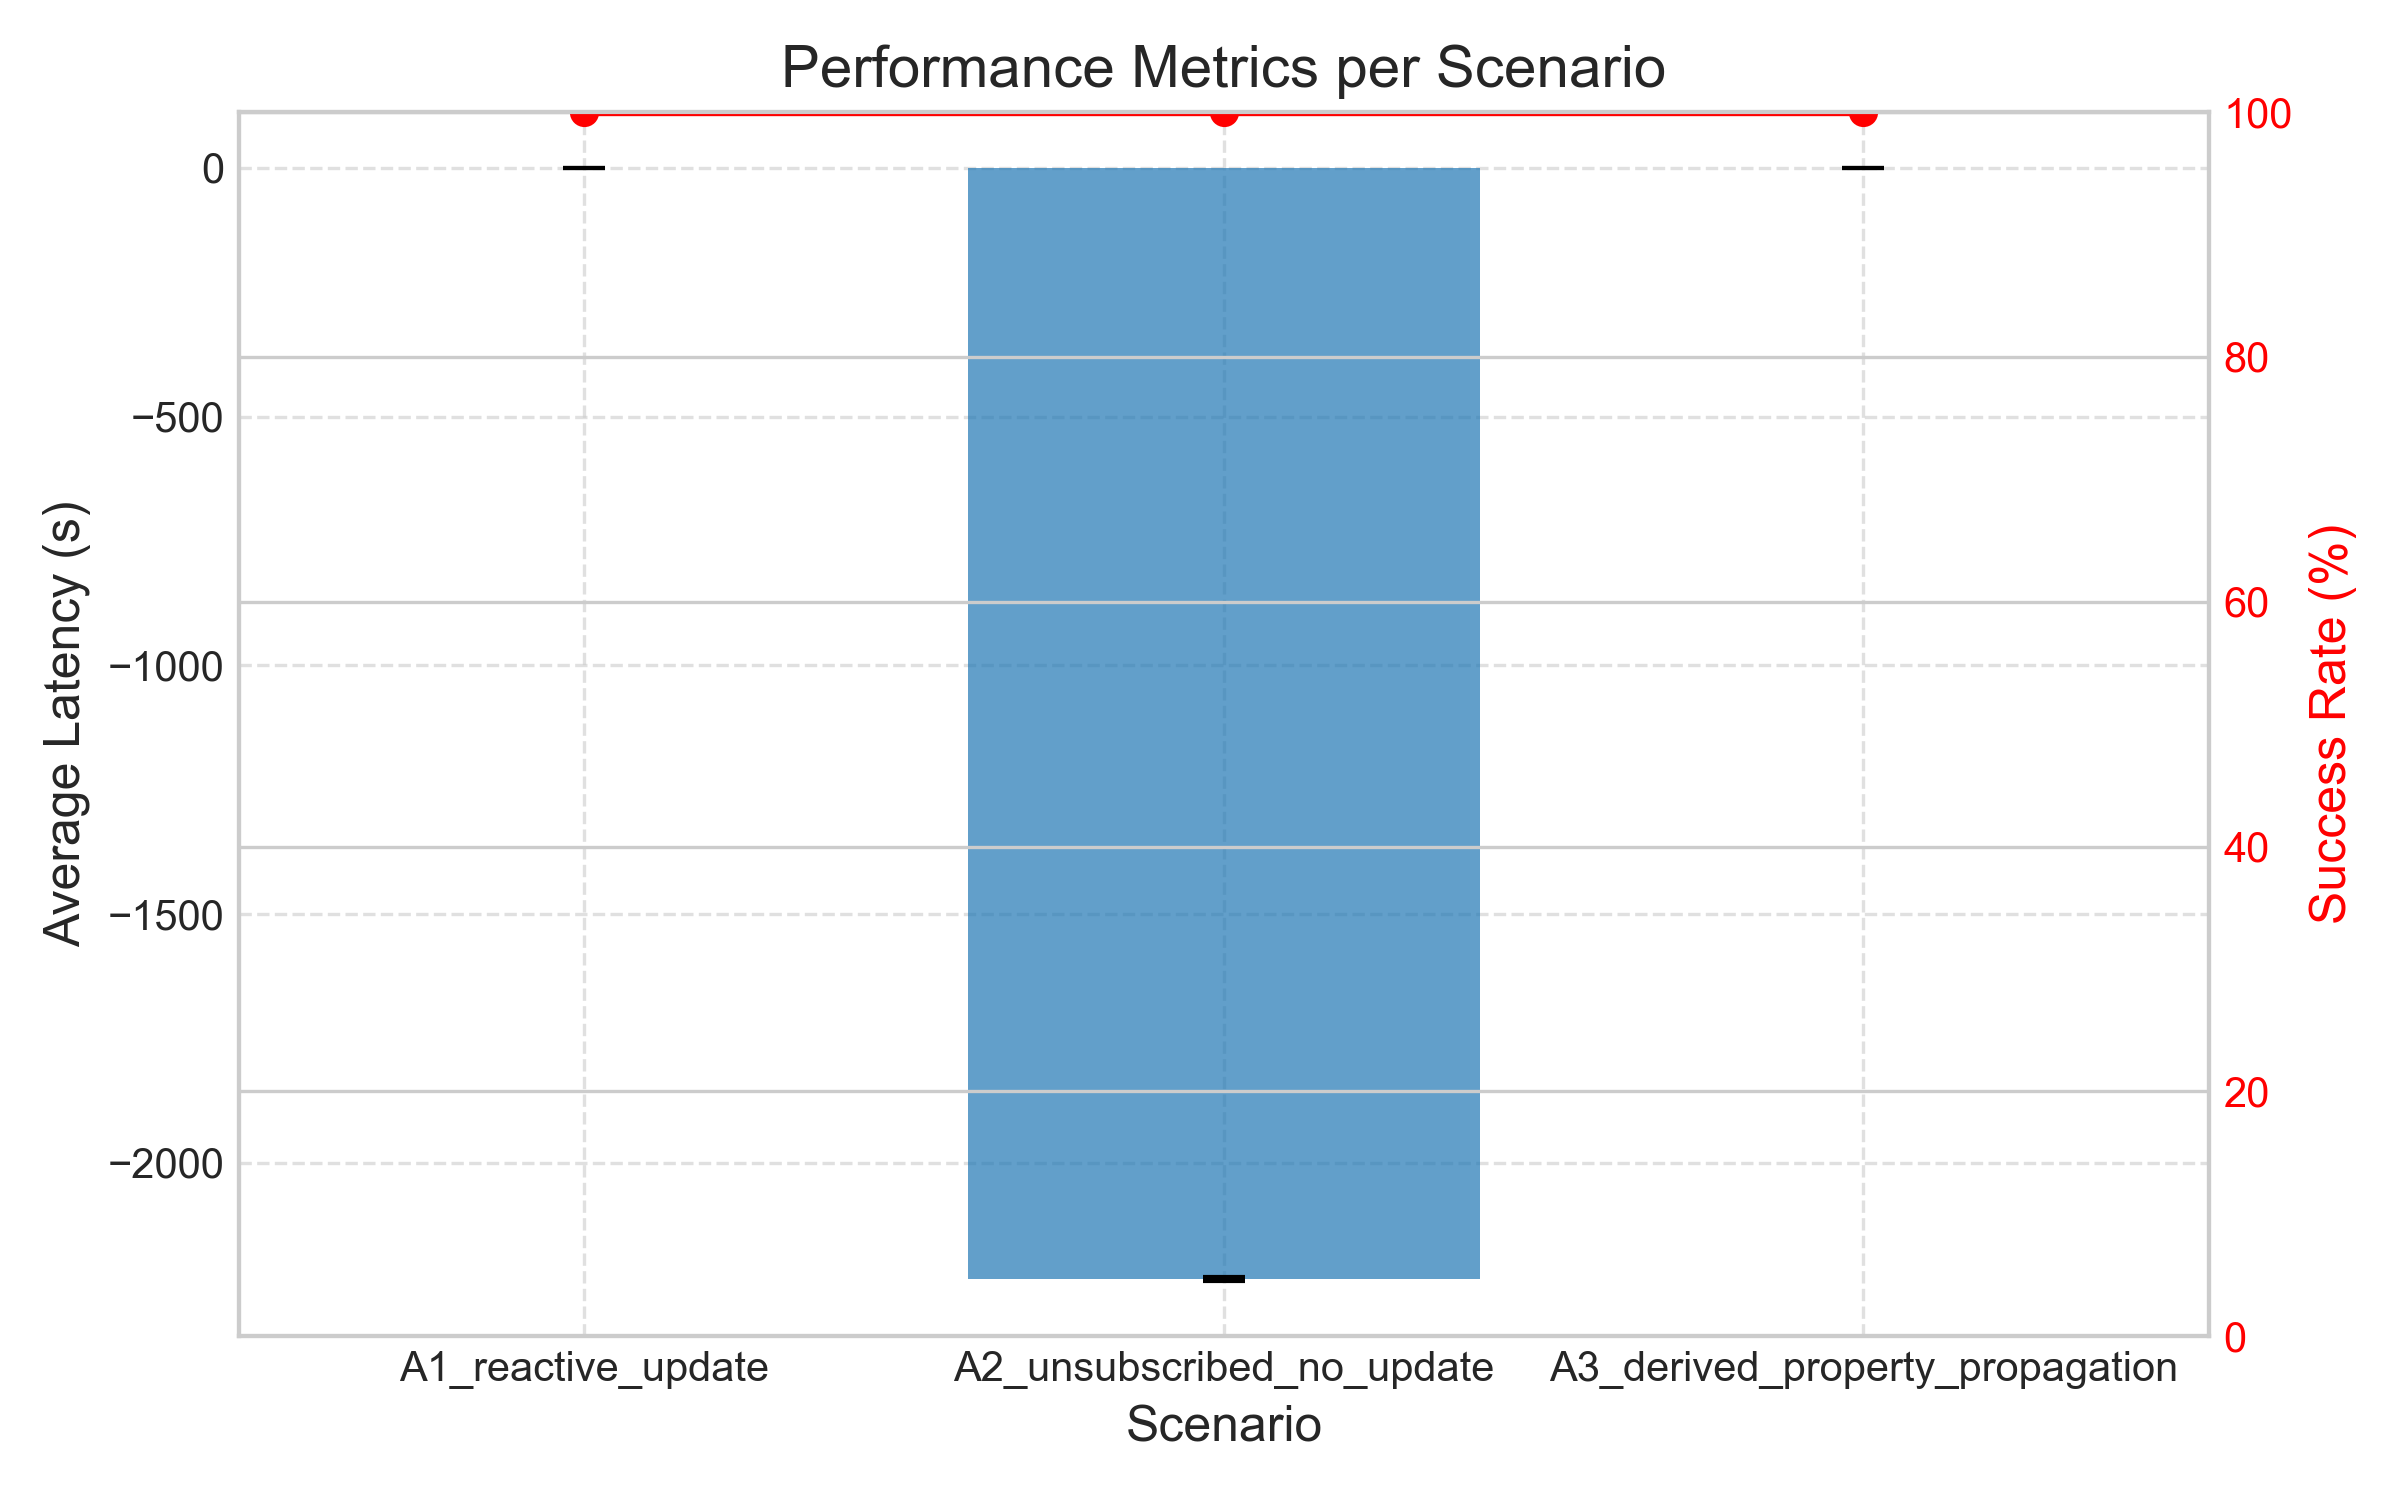 Performance Metrics per Scenario
Average Latency (s)
0
−500
−1000
−1500
−2000
100
80
60
40
20
0
Success Rate (%)
A1_reactive_update
A2_unsubscribed_no_update
A3_derived_property_propagation
Scenario